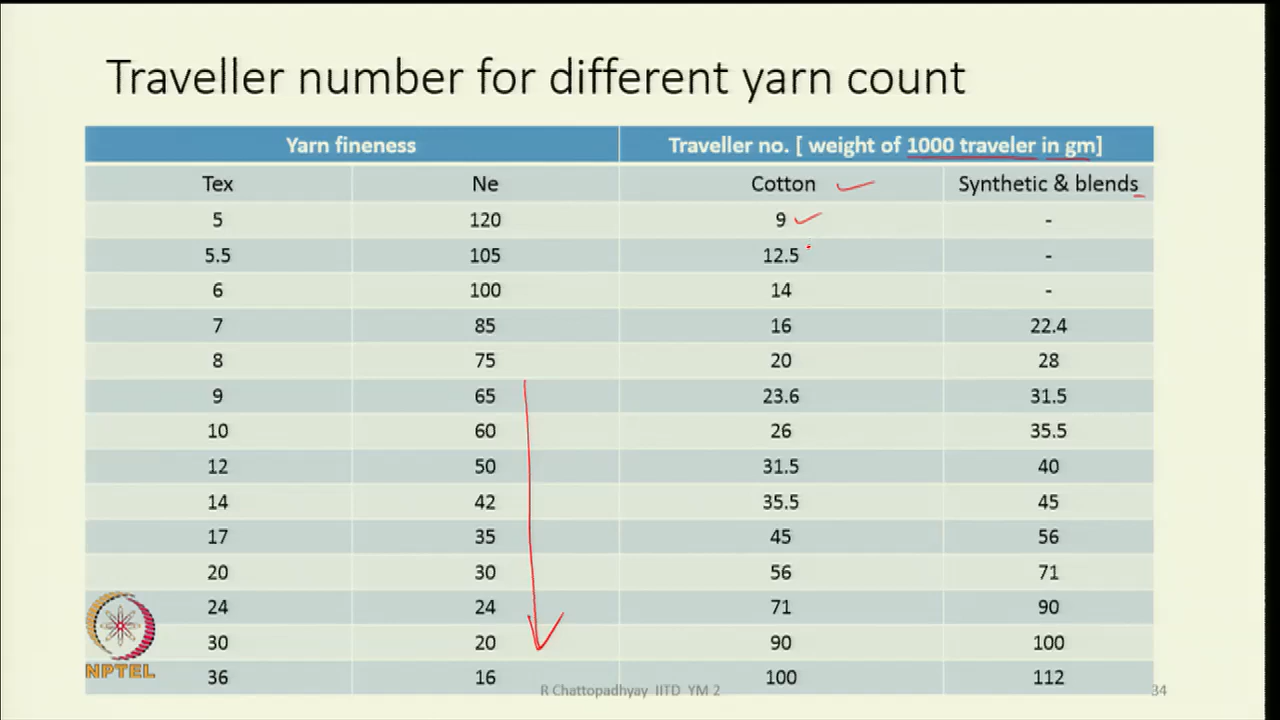 Traveller number for different yarn count
Yarn fineness Traveller no. [ weight of 1000 traveler in gm]
Tex Ne Cotton Synthetic & blends
5 120 9 -
5.5 105 12.5 -
6 100 14 -
7 85 16 22.4
8 75 20 28
9 65 23.6 31.5
10 60 26 35.5
12 50 31.5 40
14 42 35.5 45
17 35 45 56
20 30 56 71
24 24 71 90
30 20 90 100
36 16 100 112
NPTEL
R Chattopadhyay IITD YM 2 34